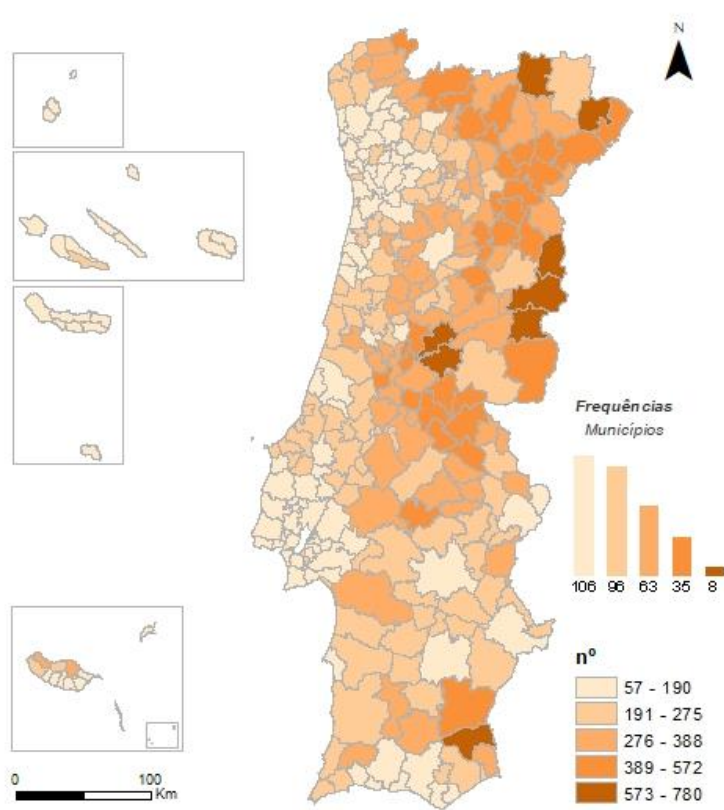 N
Frequências
Municípios
106 96 63 35 8
nº
57 - 190
191 - 275
276 - 388
389 - 572
573 - 780
0 100
Km